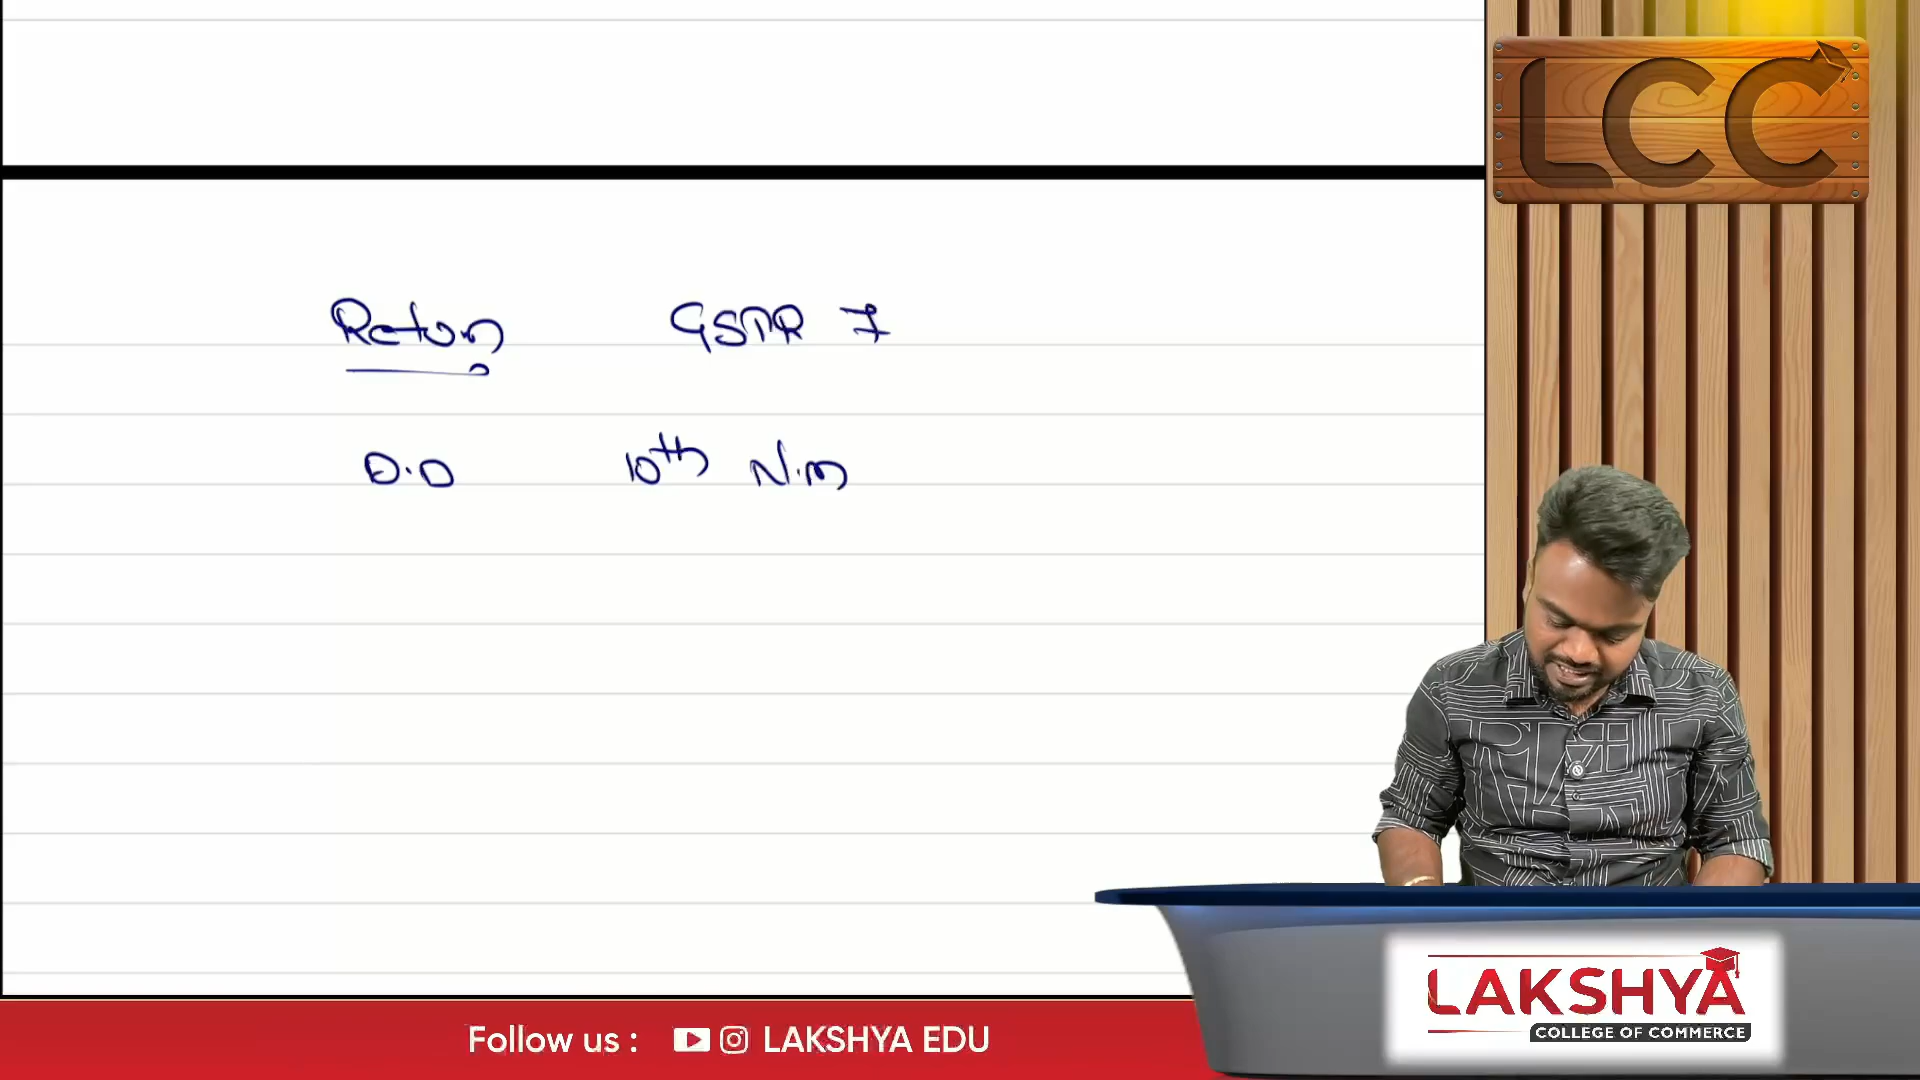 LCC
Return GSTR 7
D.D 10th N.m
LAKSHYA
COLLEGE OF COMMERCE
Follow us : LAKSHYA EDU